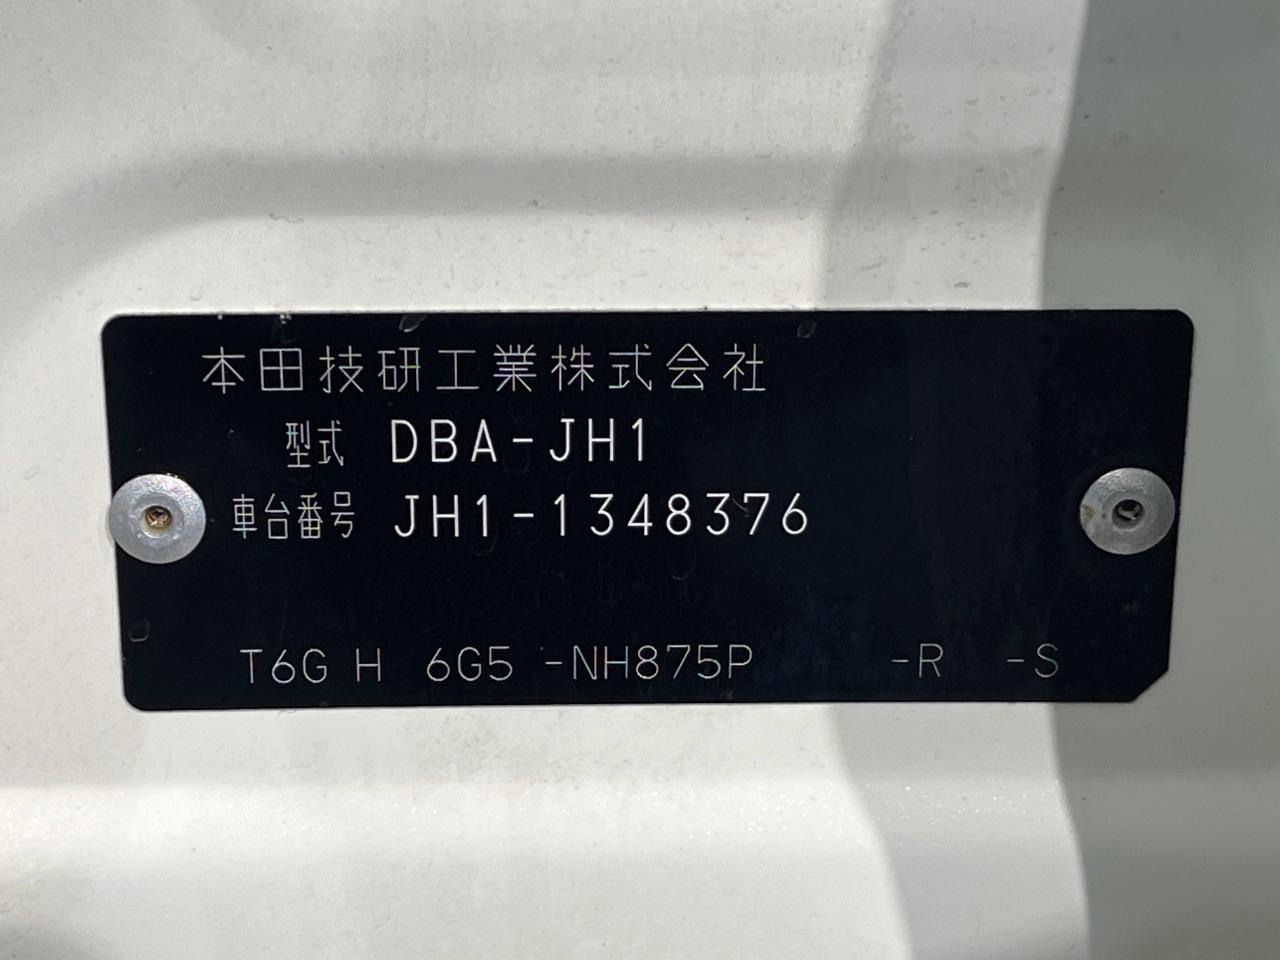 本田技研工業株式会社
型式 DBA-JH1
車台番号 JH1-1348376
T6G H 6G5 -NH875P -R -S